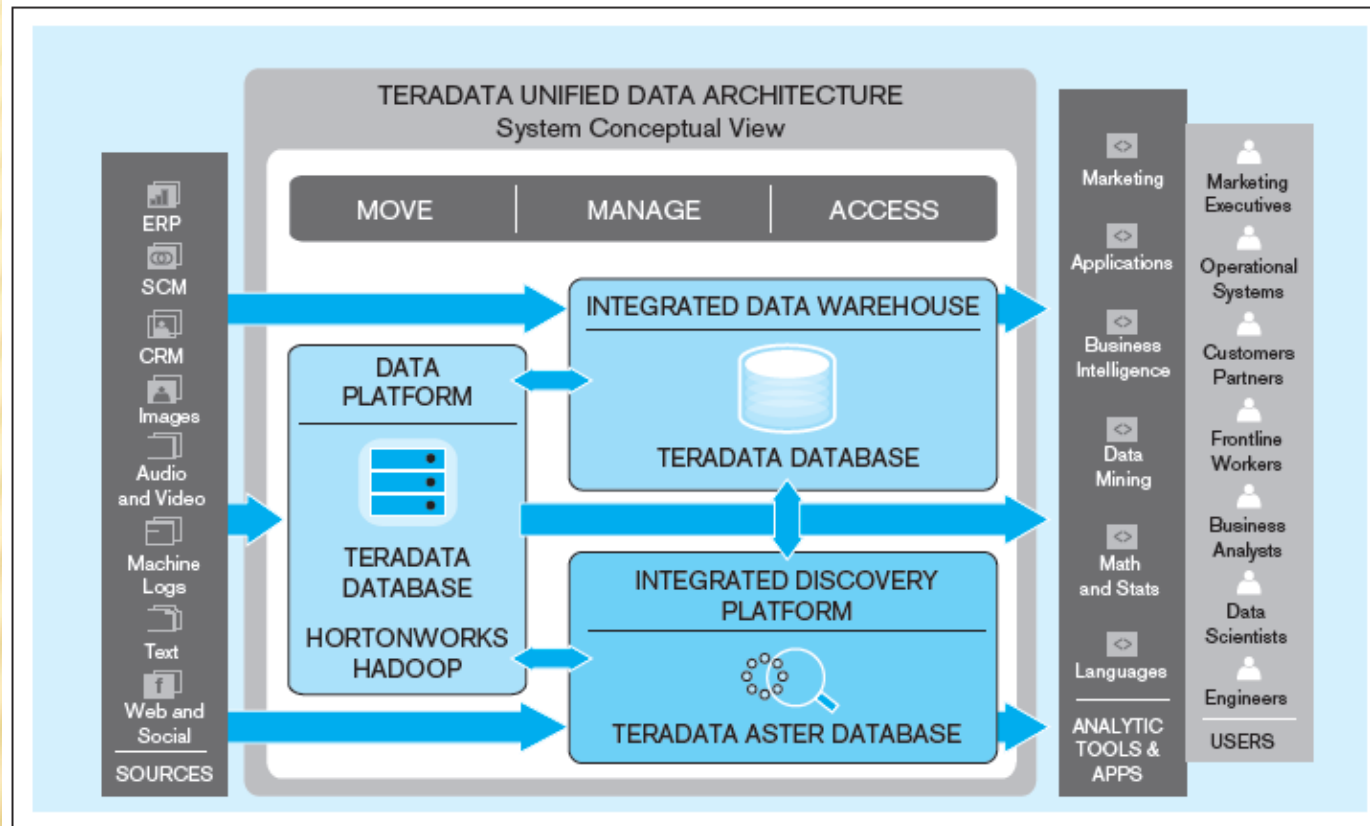 TERADATA UNIFIED DATA ARCHITECTURE
System Conceptual View
MOVE
MANAGE
ACCESS
ERP
SCM
CRM
Images
Audio
and Video
Machine
Logs
Text
f
Web and
Social
SOURCES
DATA
PLATFORM
TERADATA
DATABASE
HORTONWORKS
HADOOP
INTEGRATED DATA WAREHOUSE
TERADATA DATABASE
INTEGRATED DISCOVERY
PLATFORM
TERADATA ASTER DATABASE
<>
Marketing
<>
Applications
<>
Business
Intelligence
<>
Data
Mining
<>
Math
and Stats
<>
Languages
ANALYTIC
TOOLS &
APPS
Marketing
Executives
Operational
Systems
Customers
Partners
Frontline
Workers
Business
Analysts
Data
Scientists
Engineers
USERS